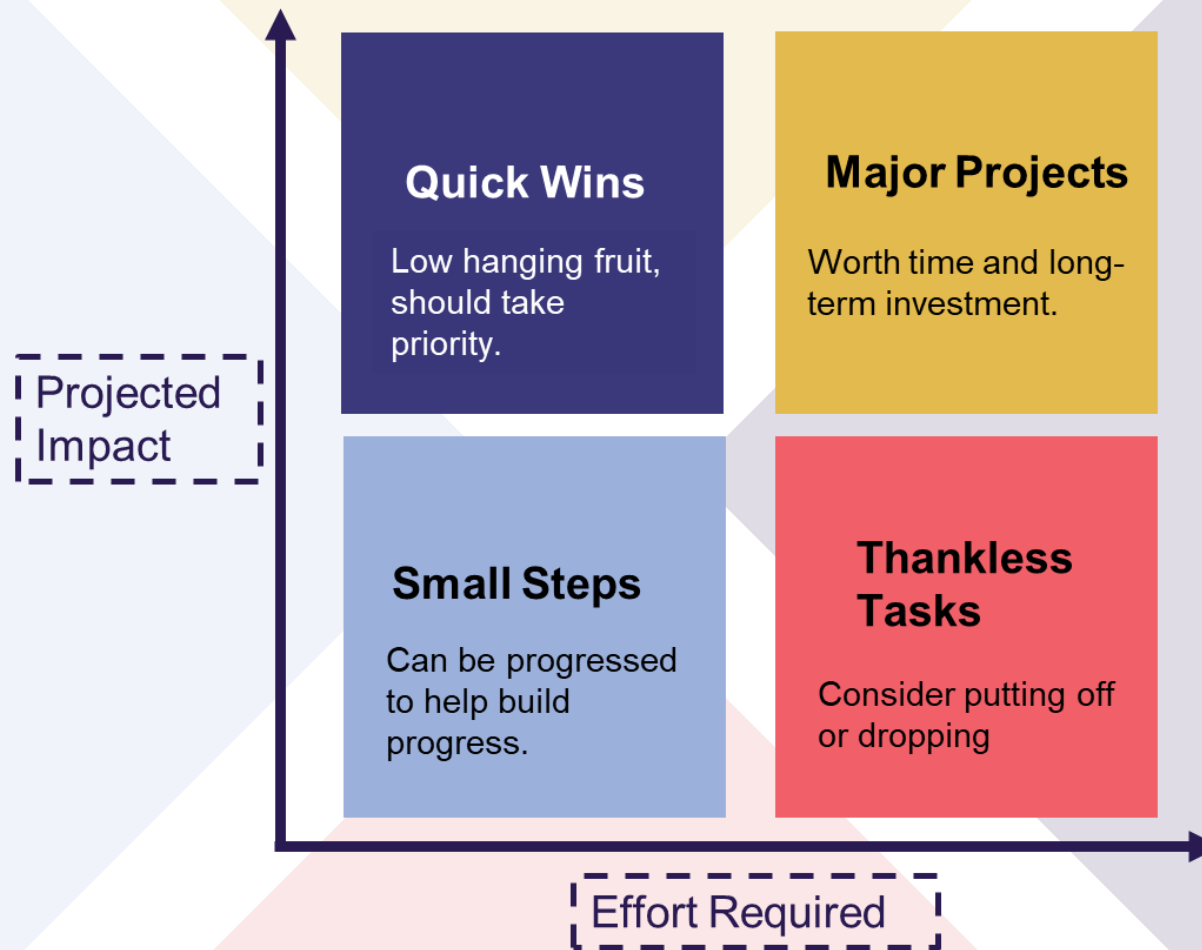 Quick Wins
Low hanging fruit,
should take
priority.
Major Projects
Worth time and long-
term investment.
Projected
Impact
Small Steps
Can be progressed
to help build
progress.
Thankless
Tasks
Consider putting off
or dropping
Effort Required